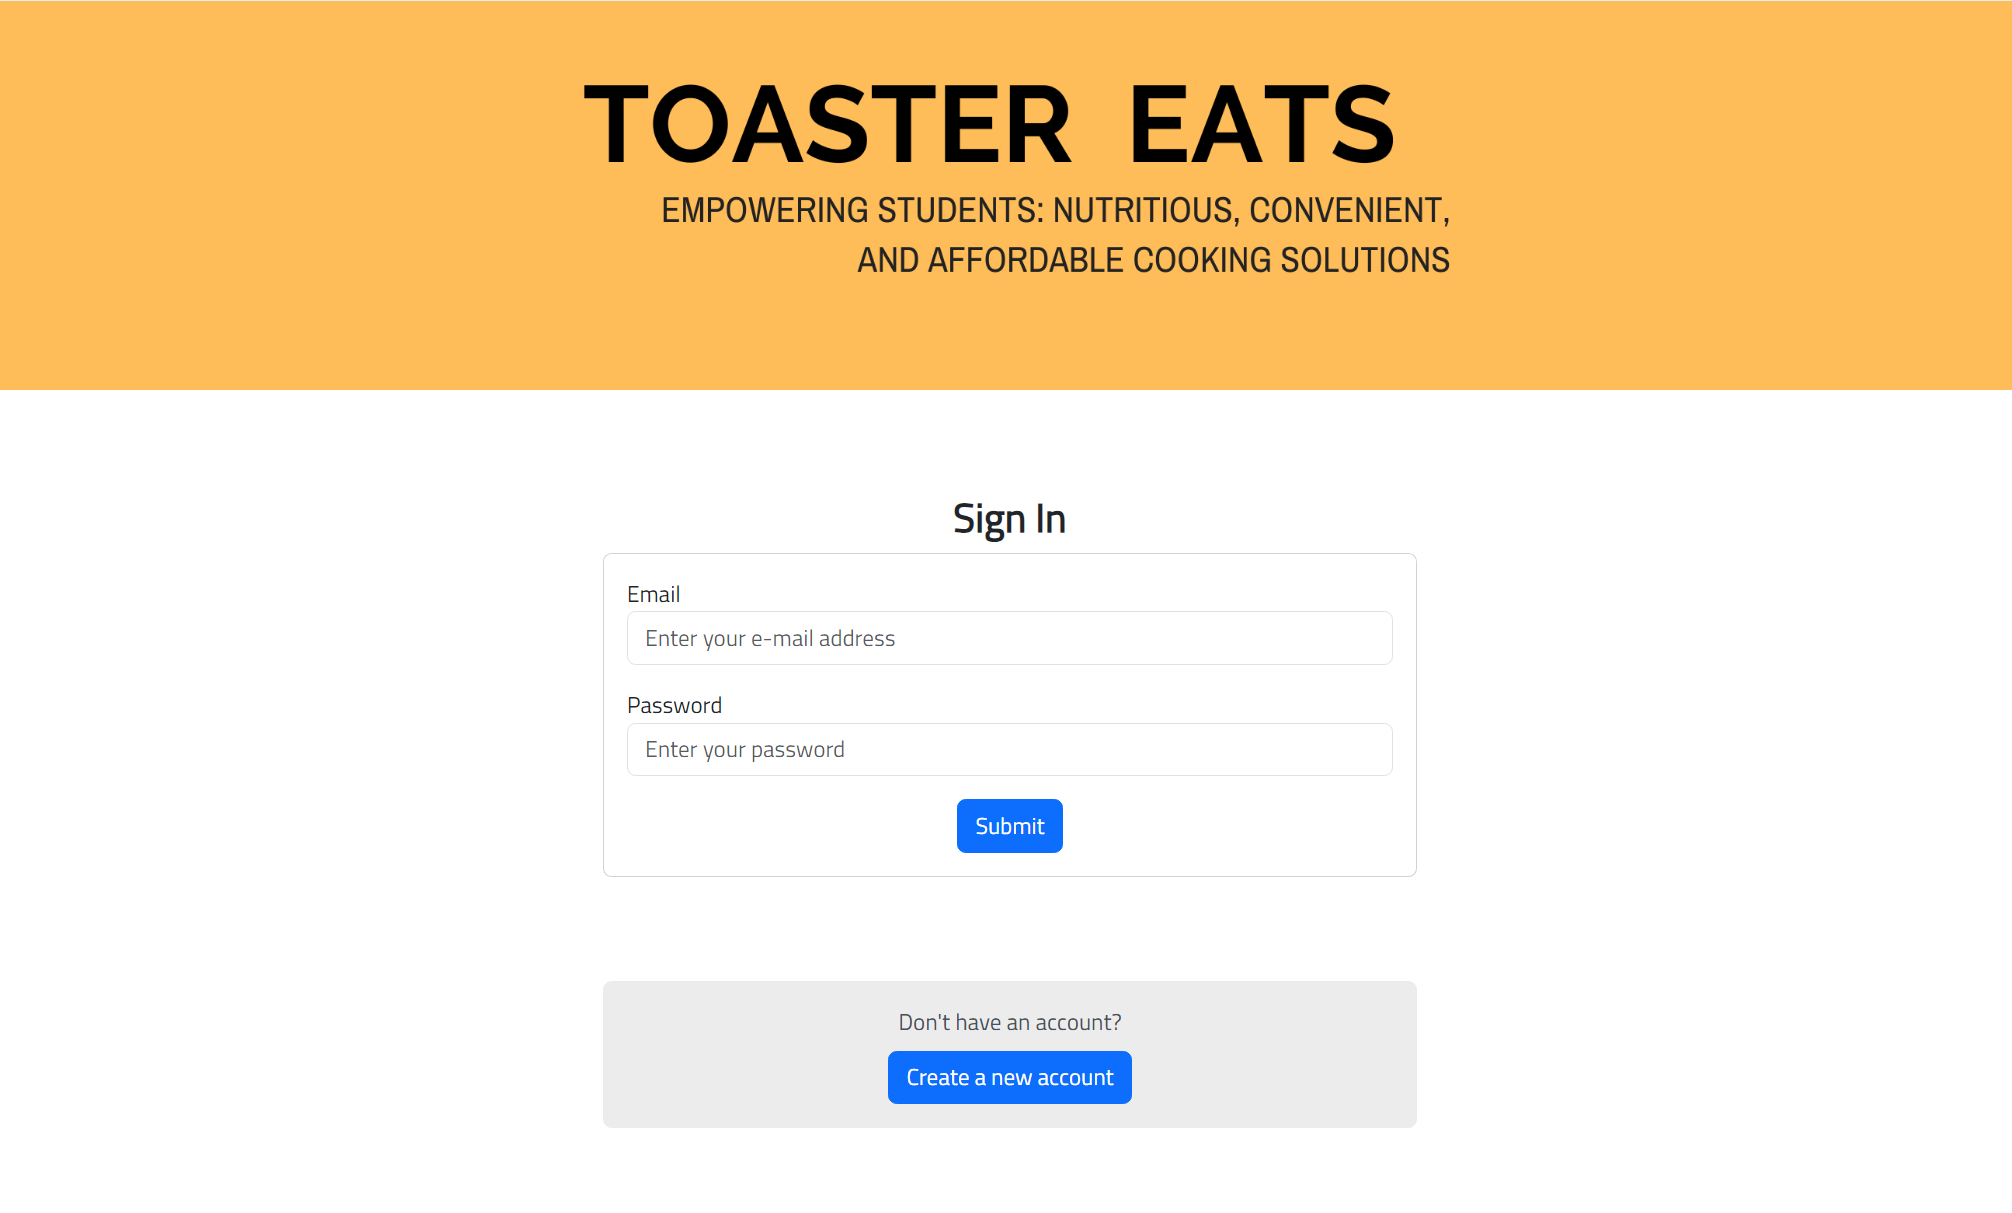 TOASTER EATS
EMPOWERING STUDENTS: NUTRITIOUS, CONVENIENT,
AND AFFORDABLE COOKING SOLUTIONS
Sign In
Email
Enter your e-mail address
Password
Enter your password
Submit
Don't have an account?
Create a new account